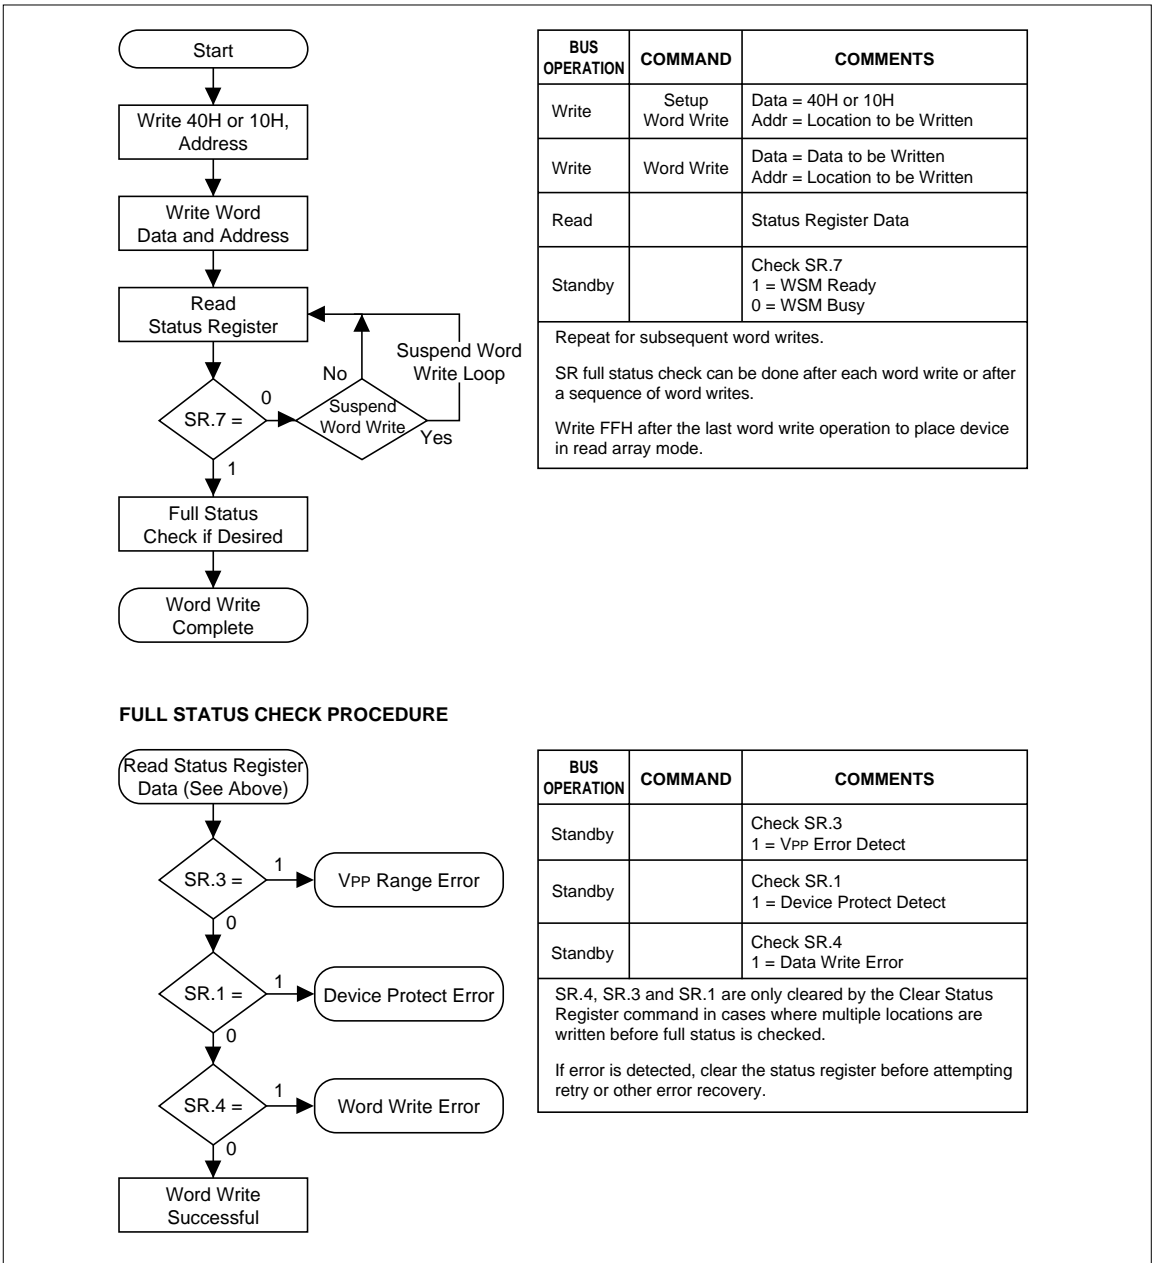 Start
Write 40H or 10H,
Address
Write Word
Data and Address
Read
Status Register
SR.7 =
0
1
No
Suspend
Word Write
Yes
Suspend Word
Write Loop
Full Status
Check if Desired
Word Write
Complete
BUS
OPERATION
COMMAND
COMMENTS
Write
Setup
Word Write
Data = 40H or 10H
Addr = Location to be Written
Write
Word Write
Data = Data to be Written
Addr = Location to be Written
Read
Status Register Data
Standby
Check SR.7
1 = WSM Ready
0 = WSM Busy
Repeat for subsequent word writes.
SR full status check can be done after each word write or after
a sequence of word writes.
Write FFH after the last word write operation to place device
in read array mode.
FULL STATUS CHECK PROCEDURE
Read Status Register
Data (See Above)
SR.3 =
1
VPP Range Error
0
SR.1 =
1
Device Protect Error
0
SR.4 =
1
Word Write Error
0
Word Write
Successful
BUS
OPERATION
COMMAND
COMMENTS
Standby
Check SR.3
1 = VPP Error Detect
Standby
Check SR.1
1 = Device Protect Detect
Standby
Check SR.4
1 = Data Write Error
SR.4, SR.3 and SR.1 are only cleared by the Clear Status
Register command in cases where multiple locations are
written before full status is checked.
If error is detected, clear the status register before attempting
retry or other error recovery.